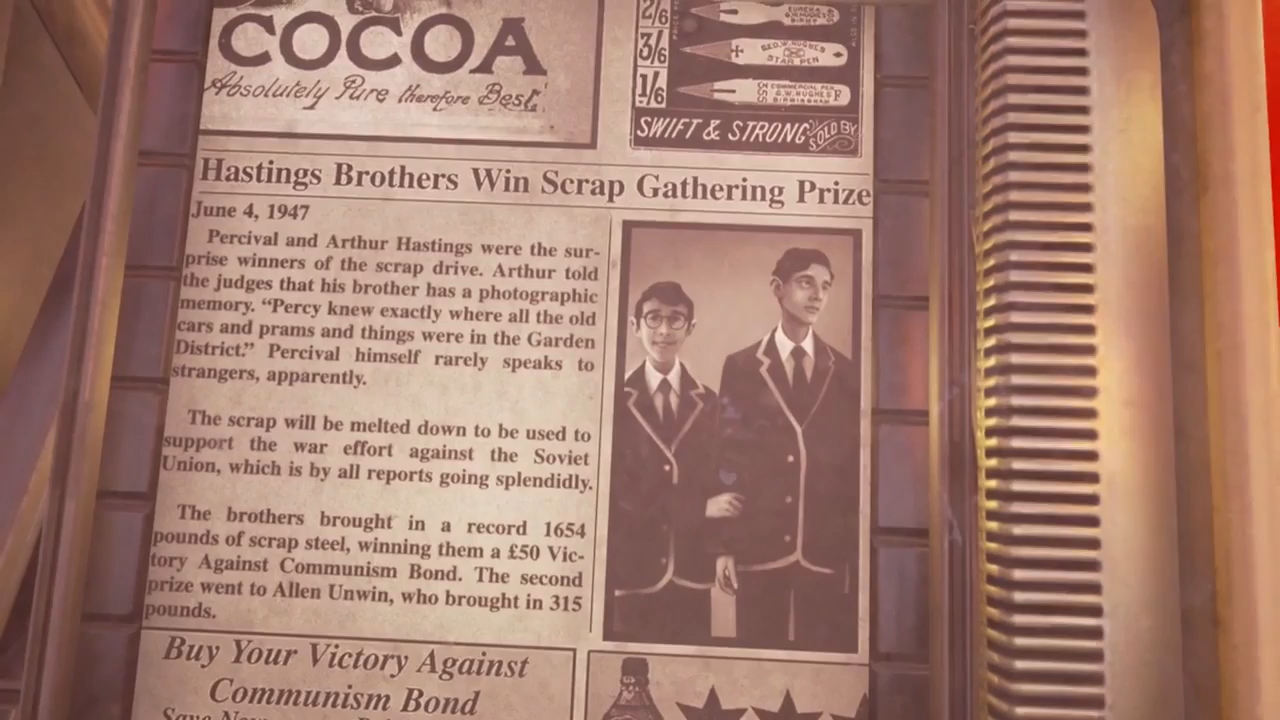 COCOA
Absolutely Pure therefore Best
2/6
3/6
GEO.W.HUGHES
STAR PEN
1/6
COMMERCIAL PEN
G.W.HUGHES F
BIRMINGHAM
SWIFT & STRONG SOLD BY
Hastings Brothers Win Scrap Gathering Prize
June 4, 1947
Percival and Arthur Hastings were the sur-
prise winners of the scrap drive. Arthur told
the judges that his brother has a photographic
memory. “Percy knew exactly where all the old
cars and prams and things were in the Garden
District.” Percival himself rarely speaks to
strangers, apparently.
The scrap will be melted down to be used to
support the war effort against the Soviet
Union, which is by all reports going splendidly.
The brothers brought in a record 1654
pounds of scrap steel, winning them a £50 Vic-
tory Against Communism Bond. The second
prize went to Allen Unwin, who brought in 315
pounds.
Buy Your Victory Against
Communism Bond